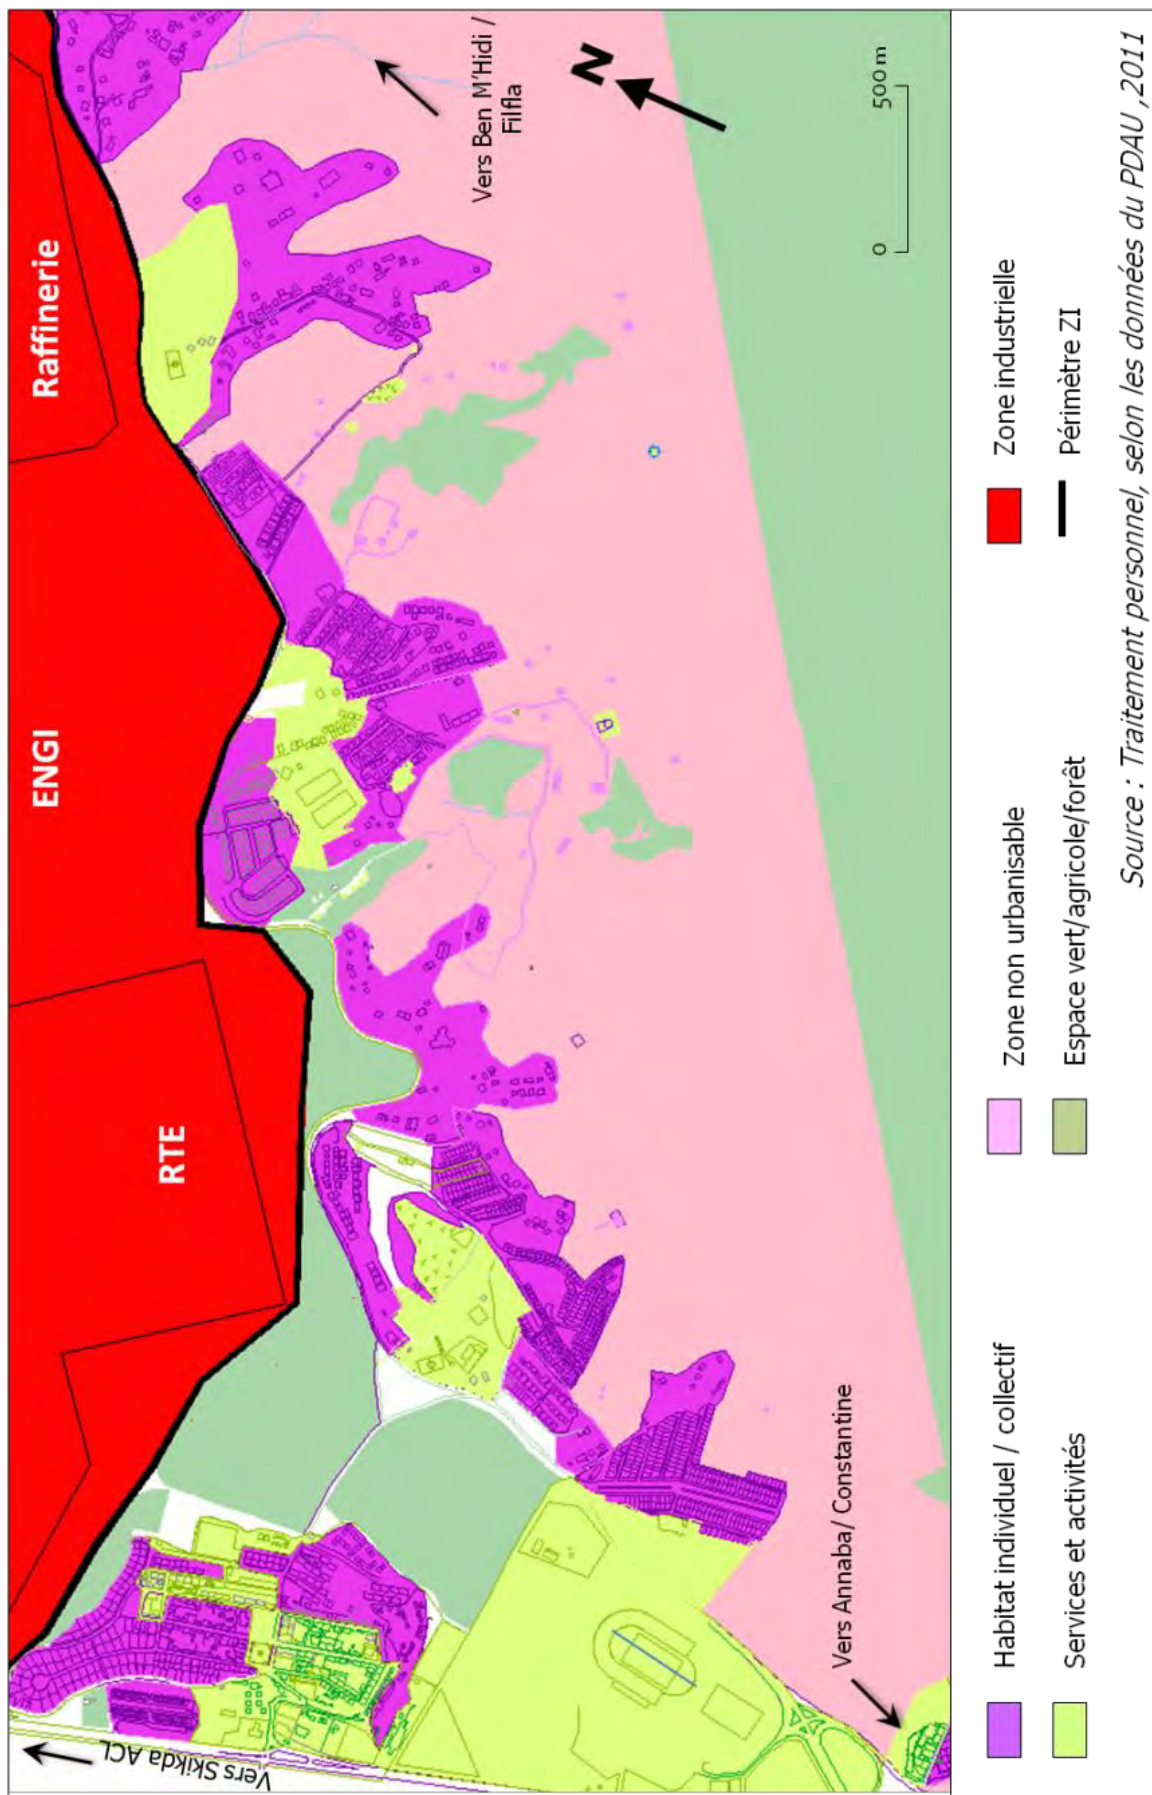 Raffinerie
ENGI
RTE
Vers Ben M'Hidi /
Filfla
N
0 500 m
Vers Annaba/ Constantine
Vers Skikda ACL
Habitat individuel / collectif
Zone non urbanisable
Zone industrielle
Services et activités
Espace vert/agricole/forêt
Périmètre ZI
Source : Traitement personnel, selon les données du PDAU ,2011